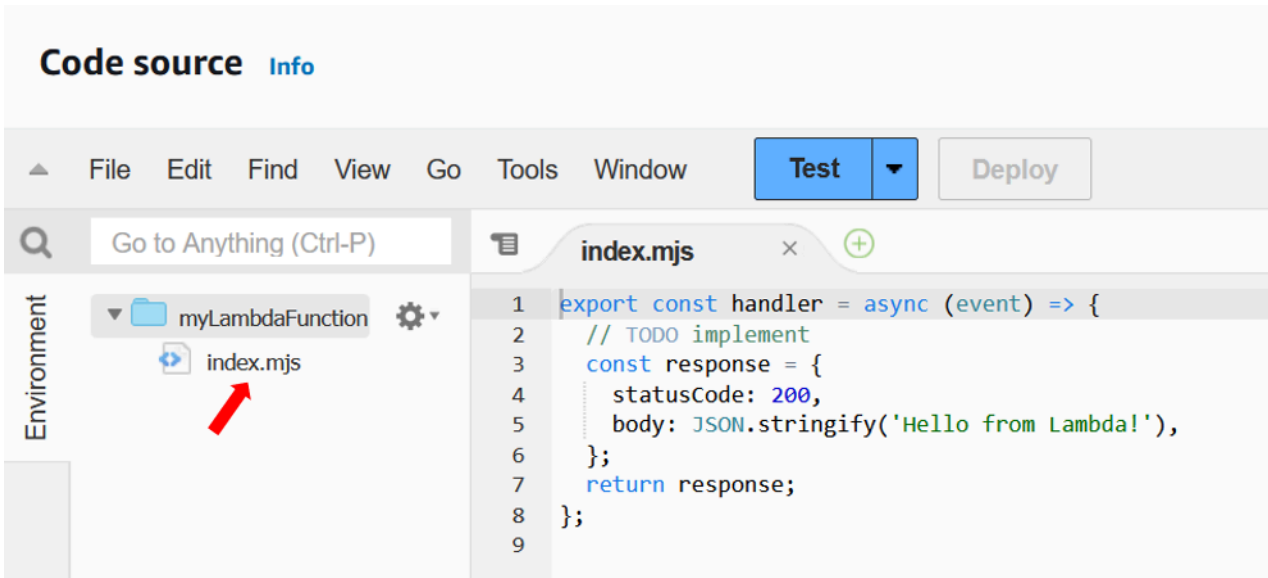 Code source Info
File Edit Find View Go Tools Window Test Deploy
Go to Anything (Ctrl-P)
index.mjs
Environment
myLambdaFunction
index.mjs
1 export const handler = async (event) => {
2   // TODO implement
3   const response = {
4     statusCode: 200,
5     body: JSON.stringify('Hello from Lambda!'),
6   };
7   return response;
8 };
9